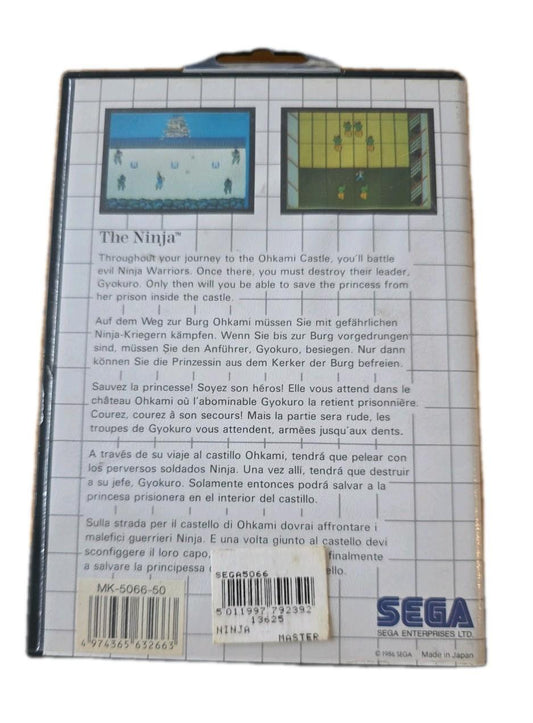 The Ninja™
Throughout your journey to the Ohkami Castle, you'll battle
evil Ninja Warriors. Once there, you must destroy their leader,
Gyokuro. Only then will you be able to save the princess from
her prison inside the castle.
Auf dem Weg zur Burg Ohkami müssen Sie mit gefährlichen
Ninja-Kriegern kämpfen. Wenn Sie bis zur Burg vorgedrungen
sind, müssen Sie den Anführer, Gyokuro, besiegen. Nur dann
können Sie die Prinzessin aus dem Kerker der Burg befreien.
Sauvez la princesse! Soyez son héros! Elle vous attend dans le
château Ohkami où l'abominable Gyokuro la retient prisonnière.
Courez, courez à son secours! Mais la partie sera rude, les
troupes de Gyokuro vous attendent, armées jusqu'aux dents.
A través de su viaje al castillo Ohkami, tendrá que pelear con
los perversos soldados Ninja. Una vez allí, tendrá que destruir
a su jefe, Gyokuro. Solamente entonces podrá salvar a la
princesa prisionera en el interior del castillo.
Sulla strada per il castello di Ohkami dovrai affrontare i
malefici guerrieri Ninja. E una volta giunto al castello devi
sconfiggere il loro capo, finalmente
a salvare la principessa
SEGA5066
5 011997 792392
13625
NINJA
MASTER
MK-5066-50
4 974365 632663
SEGA
SEGA ENTERPRISES LTD.
© 1986 SEGA Made in Japan